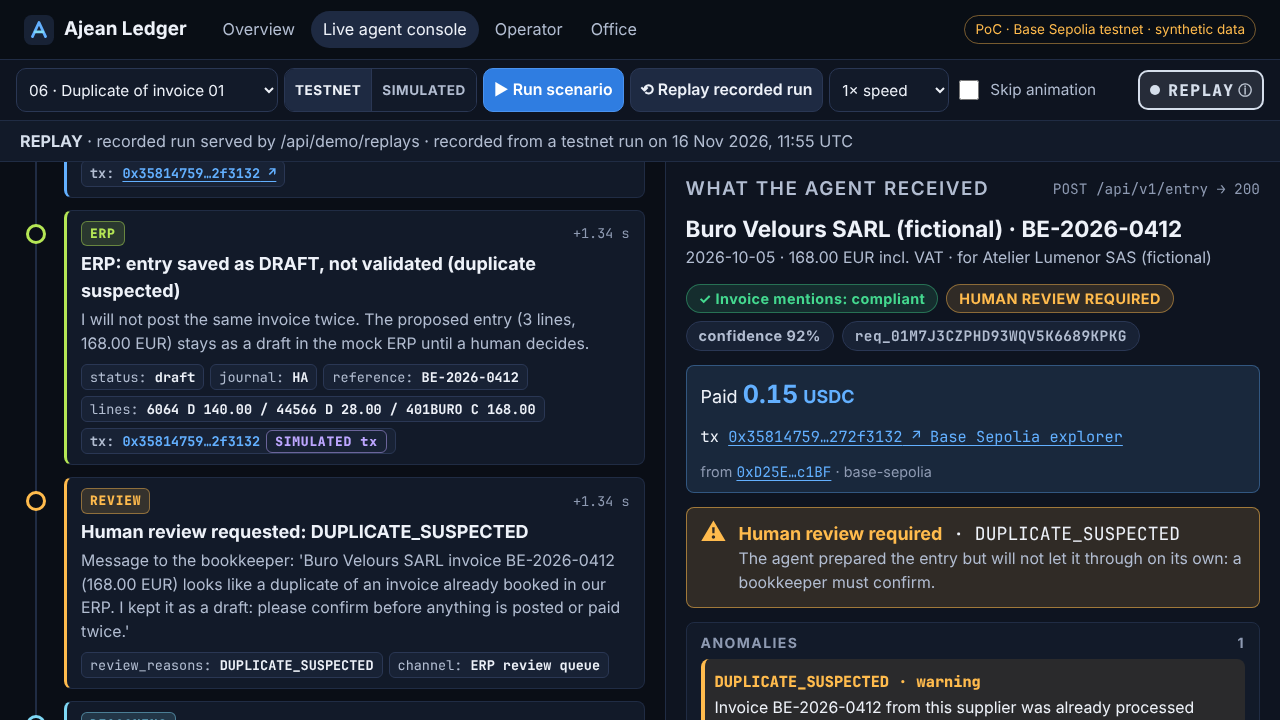 Ajean Ledger
Overview
Live agent console
Operator
Office
PoC · Base Sepolia testnet · synthetic data
06 · Duplicate of invoice 01
TESTNET
SIMULATED
▶ Run scenario
⟲ Replay recorded run
1× speed
Skip animation
REPLAY ⓘ
REPLAY · recorded run served by /api/demo/replays · recorded from a testnet run on 16 Nov 2026, 11:55 UTC
tx: 0x35814759…2f3132 ↗
ERP
+1.34 s
ERP: entry saved as DRAFT, not validated (duplicate
suspected)
I will not post the same invoice twice. The proposed entry (3 lines,
168.00 EUR) stays as a draft in the mock ERP until a human decides.
status: draft
journal: HA
reference: BE-2026-0412
lines: 6064 D 140.00 / 44566 D 28.00 / 401BURO C 168.00
tx: 0x35814759…2f3132 SIMULATED tx
REVIEW
+1.34 s
Human review requested: DUPLICATE_SUSPECTED
Message to the bookkeeper: 'Buro Velours SARL invoice BE-2026-0412
(168.00 EUR) looks like a duplicate of an invoice already booked in our
ERP. I kept it as a draft: please confirm before anything is posted or paid
twice.'
review_reasons: DUPLICATE_SUSPECTED
channel: ERP review queue
WHAT THE AGENT RECEIVED
POST /api/v1/entry → 200
Buro Velours SARL (fictional) · BE-2026-0412
2026-10-05 · 168.00 EUR incl. VAT · for Atelier Lumenor SAS (fictional)
✓ Invoice mentions: compliant
HUMAN REVIEW REQUIRED
confidence 92%
req_01M7J3CZPHD93WQV5K6689KPKG
Paid 0.15 USDC
tx 0x35814759…272f3132 ↗ Base Sepolia explorer
from 0xD25E…c1BF · base-sepolia
Human review required · DUPLICATE_SUSPECTED
The agent prepared the entry but will not let it through on its own: a
bookkeeper must confirm.
ANOMALIES
1
DUPLICATE_SUSPECTED · warning
Invoice BE-2026-0412 from this supplier was already processed